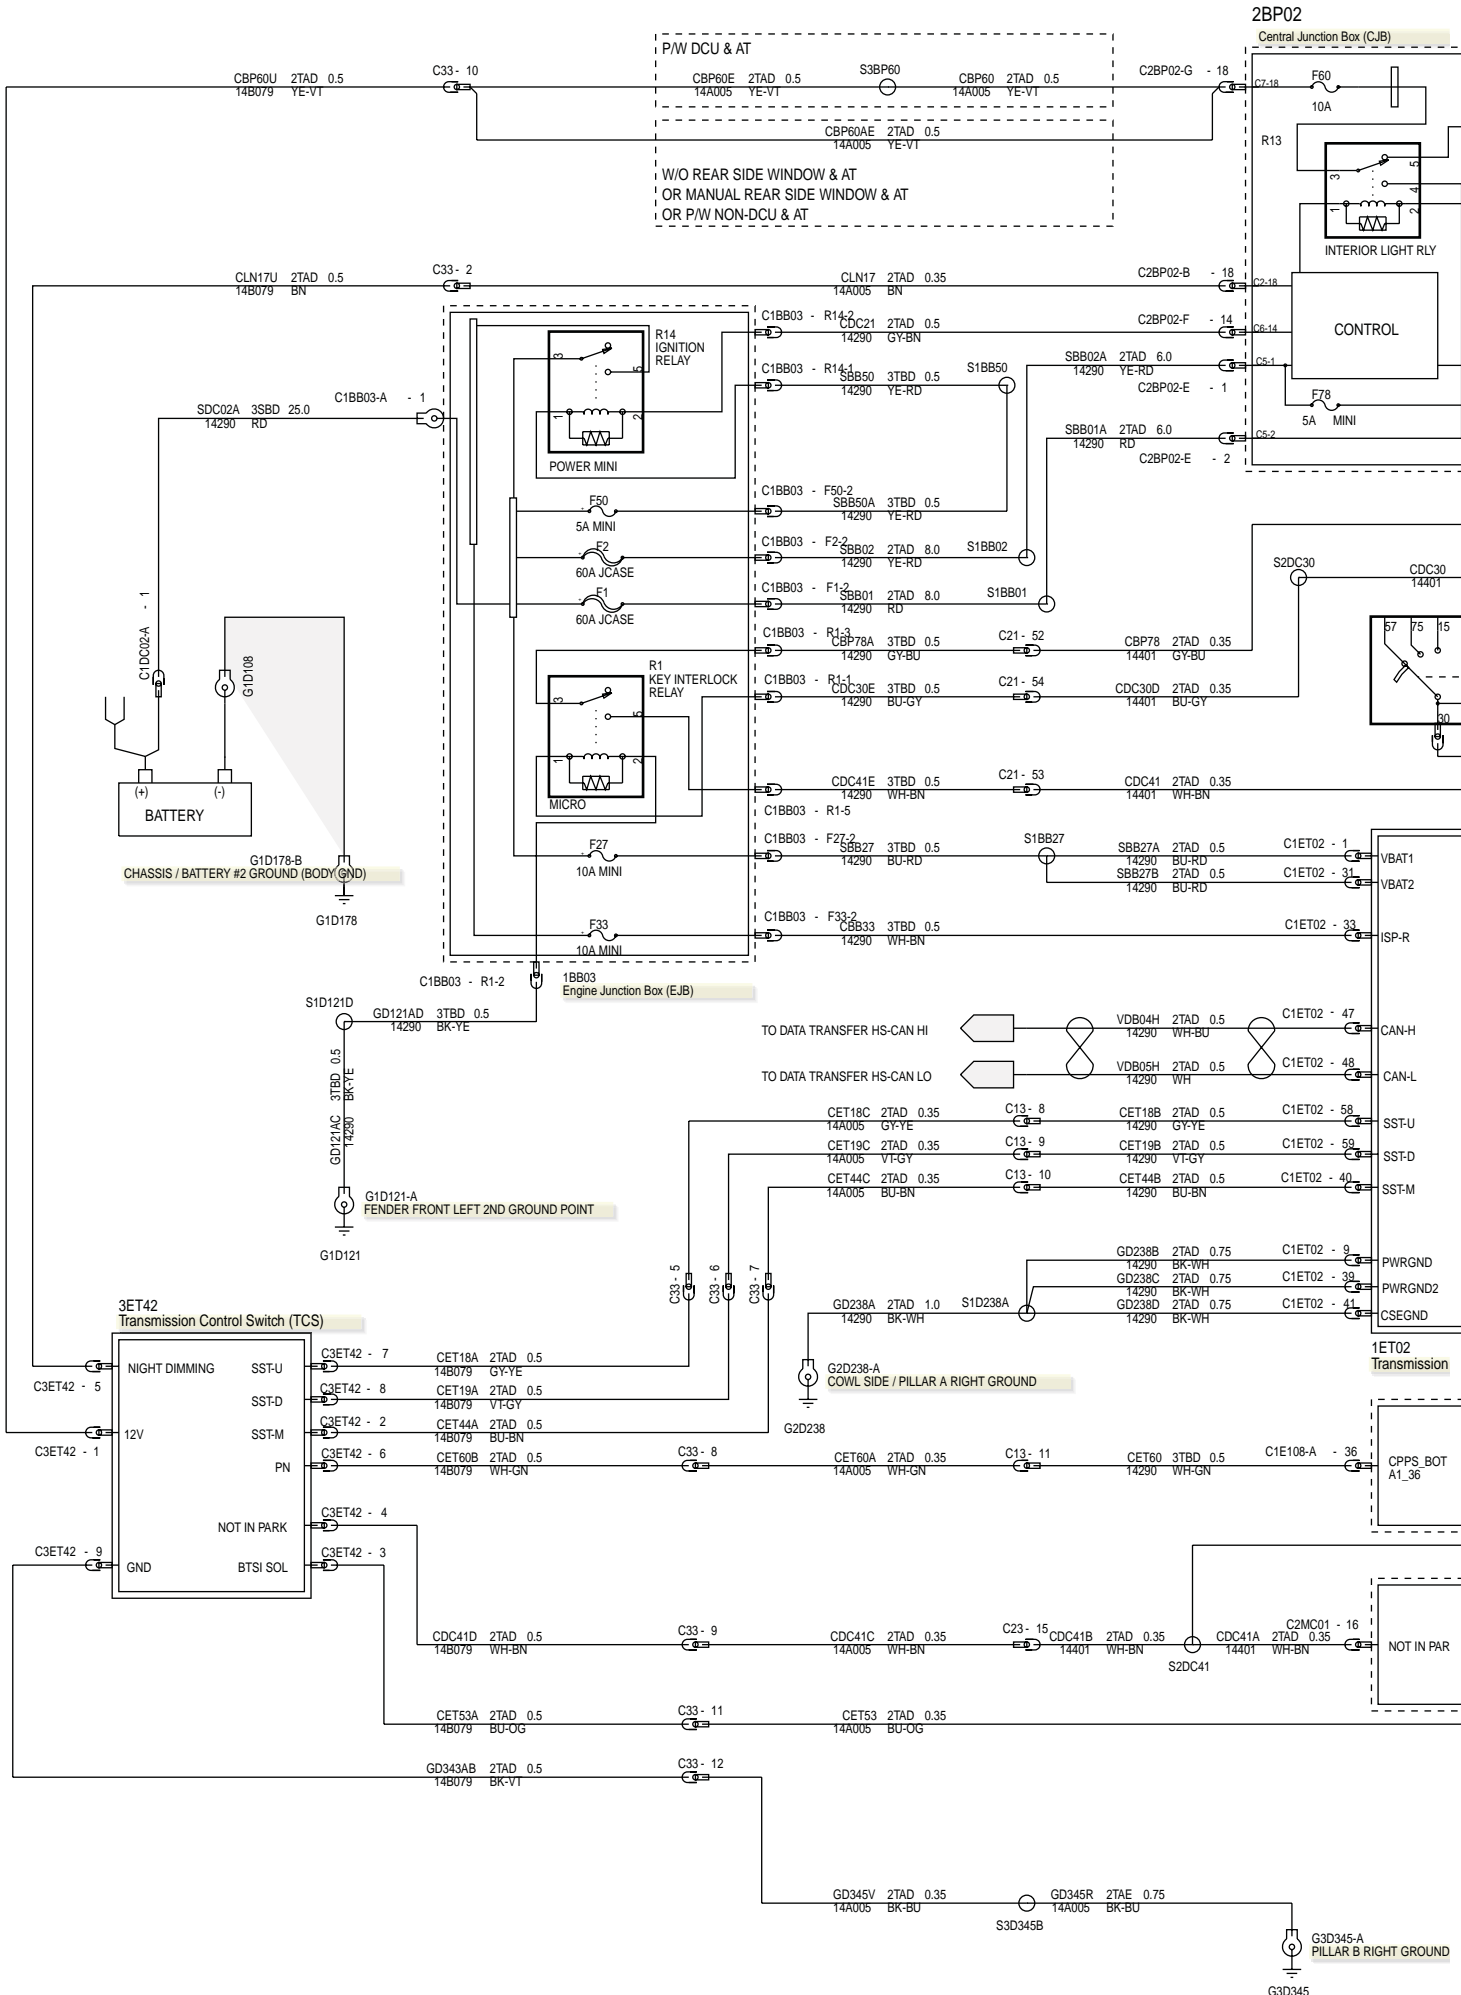 2BP02
Central Junction Box (CJB)
P/W DCU & AT
CBP60U 2TAD 0.5
14B079 YE-VT
C33 - 10
CBP60E 2TAD 0.5
14A005 YE-VT
S3BP60
CBP60 2TAD 0.5
14A005 YE-VT
C2BP02-G - 18
C7-18
F60
10A
CBP60AE 2TAD 0.5
14A005 YE-VT
R13
W/O REAR SIDE WINDOW & AT
OR MANUAL REAR SIDE WINDOW & AT
OR P/W NON-DCU & AT
3
5
4
1
2
INTERIOR LIGHT RLY
CLN17U 2TAD 0.5
14B079 BN
C33 - 2
CLN17 2TAD 0.35
14A005 BN
C2BP02-B - 18
C2-18
C1BB03 - R14-2
CDC21 2TAD 0.5
14290 GY-BN
C2BP02-F - 14
C6-14
CONTROL
R14
IGNITION
RELAY
3
5
1
2
POWER MINI
C1BB03 - R14-1
SBB50 3TBD 0.5
14290 YE-RD
S1BB50
SBB02A 2TAD 6.0
14290 YE-RD
C5-1
C2BP02-E - 1
F78
5A MINI
C1BB03-A - 1
SDC02A 3SBD 25.0
14290 RD
SBB01A 2TAD 6.0
14290 RD
C5-2
C2BP02-E - 2
C1BB03 - F50-2
SBB50A 3TBD 0.5
14290 YE-RD
F50
5A MINI
C1BB03 - F2-2
SBB02 2TAD 8.0
14290 YE-RD
S1BB02
F2
60A JCASE
C1BB03 - F1-2
SBB01 2TAD 8.0
14290 RD
S1BB01
F1
60A JCASE
S2DC30
CDC30
14401
C1BB03 - R1-3
CBP78A 3TBD 0.5
14290 GY-BU
C21 - 52
CBP78 2TAD 0.35
14401 GY-BU
57 75 15
30
C1DC02-A - 1
G1D108
R1
KEY INTERLOCK
RELAY
3
5
1
2
MICRO
C1BB03 - R1-1
CDC30E 3TBD 0.5
14290 BU-GY
C21 - 54
CDC30D 2TAD 0.35
14401 BU-GY
CDC41E 3TBD 0.5
14290 WH-BN
C21 - 53
CDC41 2TAD 0.35
14401 WH-BN
C1BB03 - R1-5
(+) (-)
BATTERY
G1D178-B
CHASSIS / BATTERY #2 GROUND (BODY GND)
G1D178
F27
10A MINI
C1BB03 - F27-2
SBB27 3TBD 0.5
14290 BU-RD
S1BB27
SBB27A 2TAD 0.5
14290 BU-RD
C1ET02 - 1
VBAT1
SBB27B 2TAD 0.5
14290 BU-RD
C1ET02 - 31
VBAT2
F33
10A MINI
C1BB03 - F33-2
CBB33 3TBD 0.5
14290 WH-BN
C1ET02 - 33
ISP-R
C1BB03 - R1-2
1BB03
Engine Junction Box (EJB)
S1D121D
GD121AD 3TBD 0.5
14290 BK-YE
GD121AC 3TBD 0.5
14290 BK-YE
G1D121-A
FENDER FRONT LEFT 2ND GROUND POINT
G1D121
TO DATA TRANSFER HS-CAN HI
VDB04H 2TAD 0.5
14290 WH-BU
C1ET02 - 47
CAN-H
TO DATA TRANSFER HS-CAN LO
VDB05H 2TAD 0.5
14290 WH
C1ET02 - 48
CAN-L
CET18C 2TAD 0.35
14A005 GY-YE
C13 - 8
CET18B 2TAD 0.5
14290 GY-YE
C1ET02 - 58
SST-U
CET19C 2TAD 0.35
14A005 VT-GY
C13 - 9
CET19B 2TAD 0.5
14290 VT-GY
C1ET02 - 59
SST-D
CET44C 2TAD 0.35
14A005 BU-BN
C13 - 10
CET44B 2TAD 0.5
14290 BU-BN
C1ET02 - 40
SST-M
C33 - 5
C33 - 6
C33 - 7
GD238B 2TAD 0.75
14290 BK-WH
C1ET02 - 9
PWRGND
GD238C 2TAD 0.75
14290 BK-WH
C1ET02 - 39
PWRGND2
GD238A 2TAD 1.0
14290 BK-WH
S1D238A
GD238D 2TAD 0.75
14290 BK-WH
C1ET02 - 41
CSEGND
1ET02
Transmission
G2D238-A
COWL SIDE / PILLAR A RIGHT GROUND
G2D238
3ET42
Transmission Control Switch (TCS)
NIGHT DIMMING
C3ET42 - 5
SST-U
C3ET42 - 7
CET18A 2TAD 0.5
14B079 GY-YE
SST-D
C3ET42 - 8
CET19A 2TAD 0.5
14B079 VT-GY
12V
C3ET42 - 1
SST-M
C3ET42 - 2
CET44A 2TAD 0.5
14B079 BU-BN
PN
C3ET42 - 6
CET60B 2TAD 0.5
14B079 WH-GN
C33 - 8
CET60A 2TAD 0.35
14A005 WH-GN
C13 - 11
CET60 3TBD 0.5
14290 WH-GN
C1E108-A - 36
CPPS_BOT
A1_36
NOT IN PARK
C3ET42 - 4
C3ET42 - 9
GND
BTSI SOL
C3ET42 - 3
CDC41D 2TAD 0.5
14B079 WH-BN
C33 - 9
CDC41C 2TAD 0.35
14A005 WH-BN
C23 - 15
CDC41B 2TAD 0.35
14401 WH-BN
S2DC41
CDC41A 2TAD 0.35
14401 WH-BN
C2MC01 - 16
NOT IN PAR
CET53A 2TAD 0.5
14B079 BU-OG
C33 - 11
CET53 2TAD 0.35
14A005 BU-OG
GD343AB 2TAD 0.5
14B079 BK-VT
C33 - 12
GD345V 2TAD 0.35
14A005 BK-BU
S3D345B
GD345R 2TAE 0.75
14A005 BK-BU
G3D345-A
PILLAR B RIGHT GROUND
G3D345